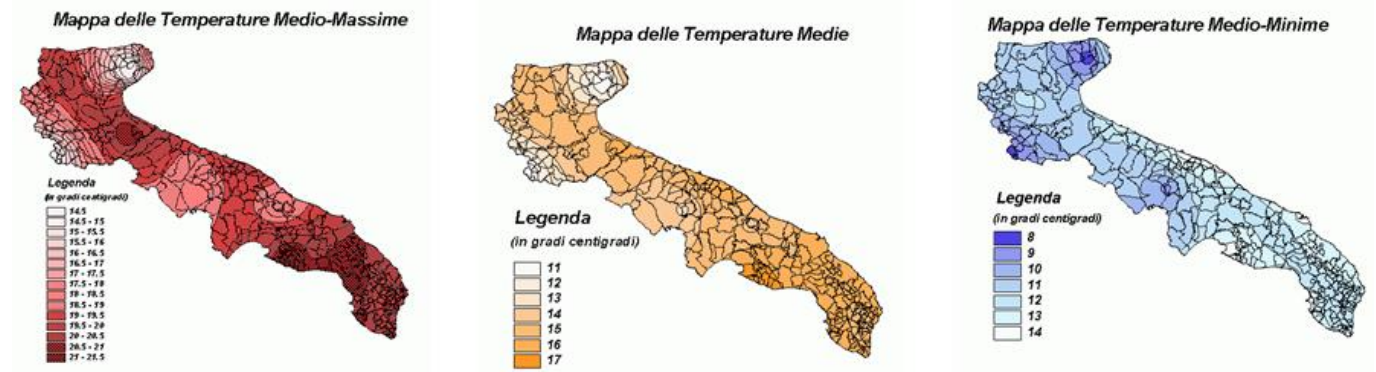 Mappa delle Temperature Medio-Massime
Legenda
(in gradi centigradi)
14.5
14.5 - 15
15 - 15.5
15.5 - 16
16 - 16.5
16.5 - 17
17 - 17.5
17.5 - 18
18 - 18.5
18.5 - 19
19 - 19.5
19.5 - 20
20 - 20.5
20.5 - 21
21 - 21.5
Mappa delle Temperature Medie
Legenda
(in gradi centigradi)
11
12
13
14
15
16
17
Mappa delle Temperature Medio-Minime
Legenda
(in gradi centigradi)
8
9
10
11
12
13
14